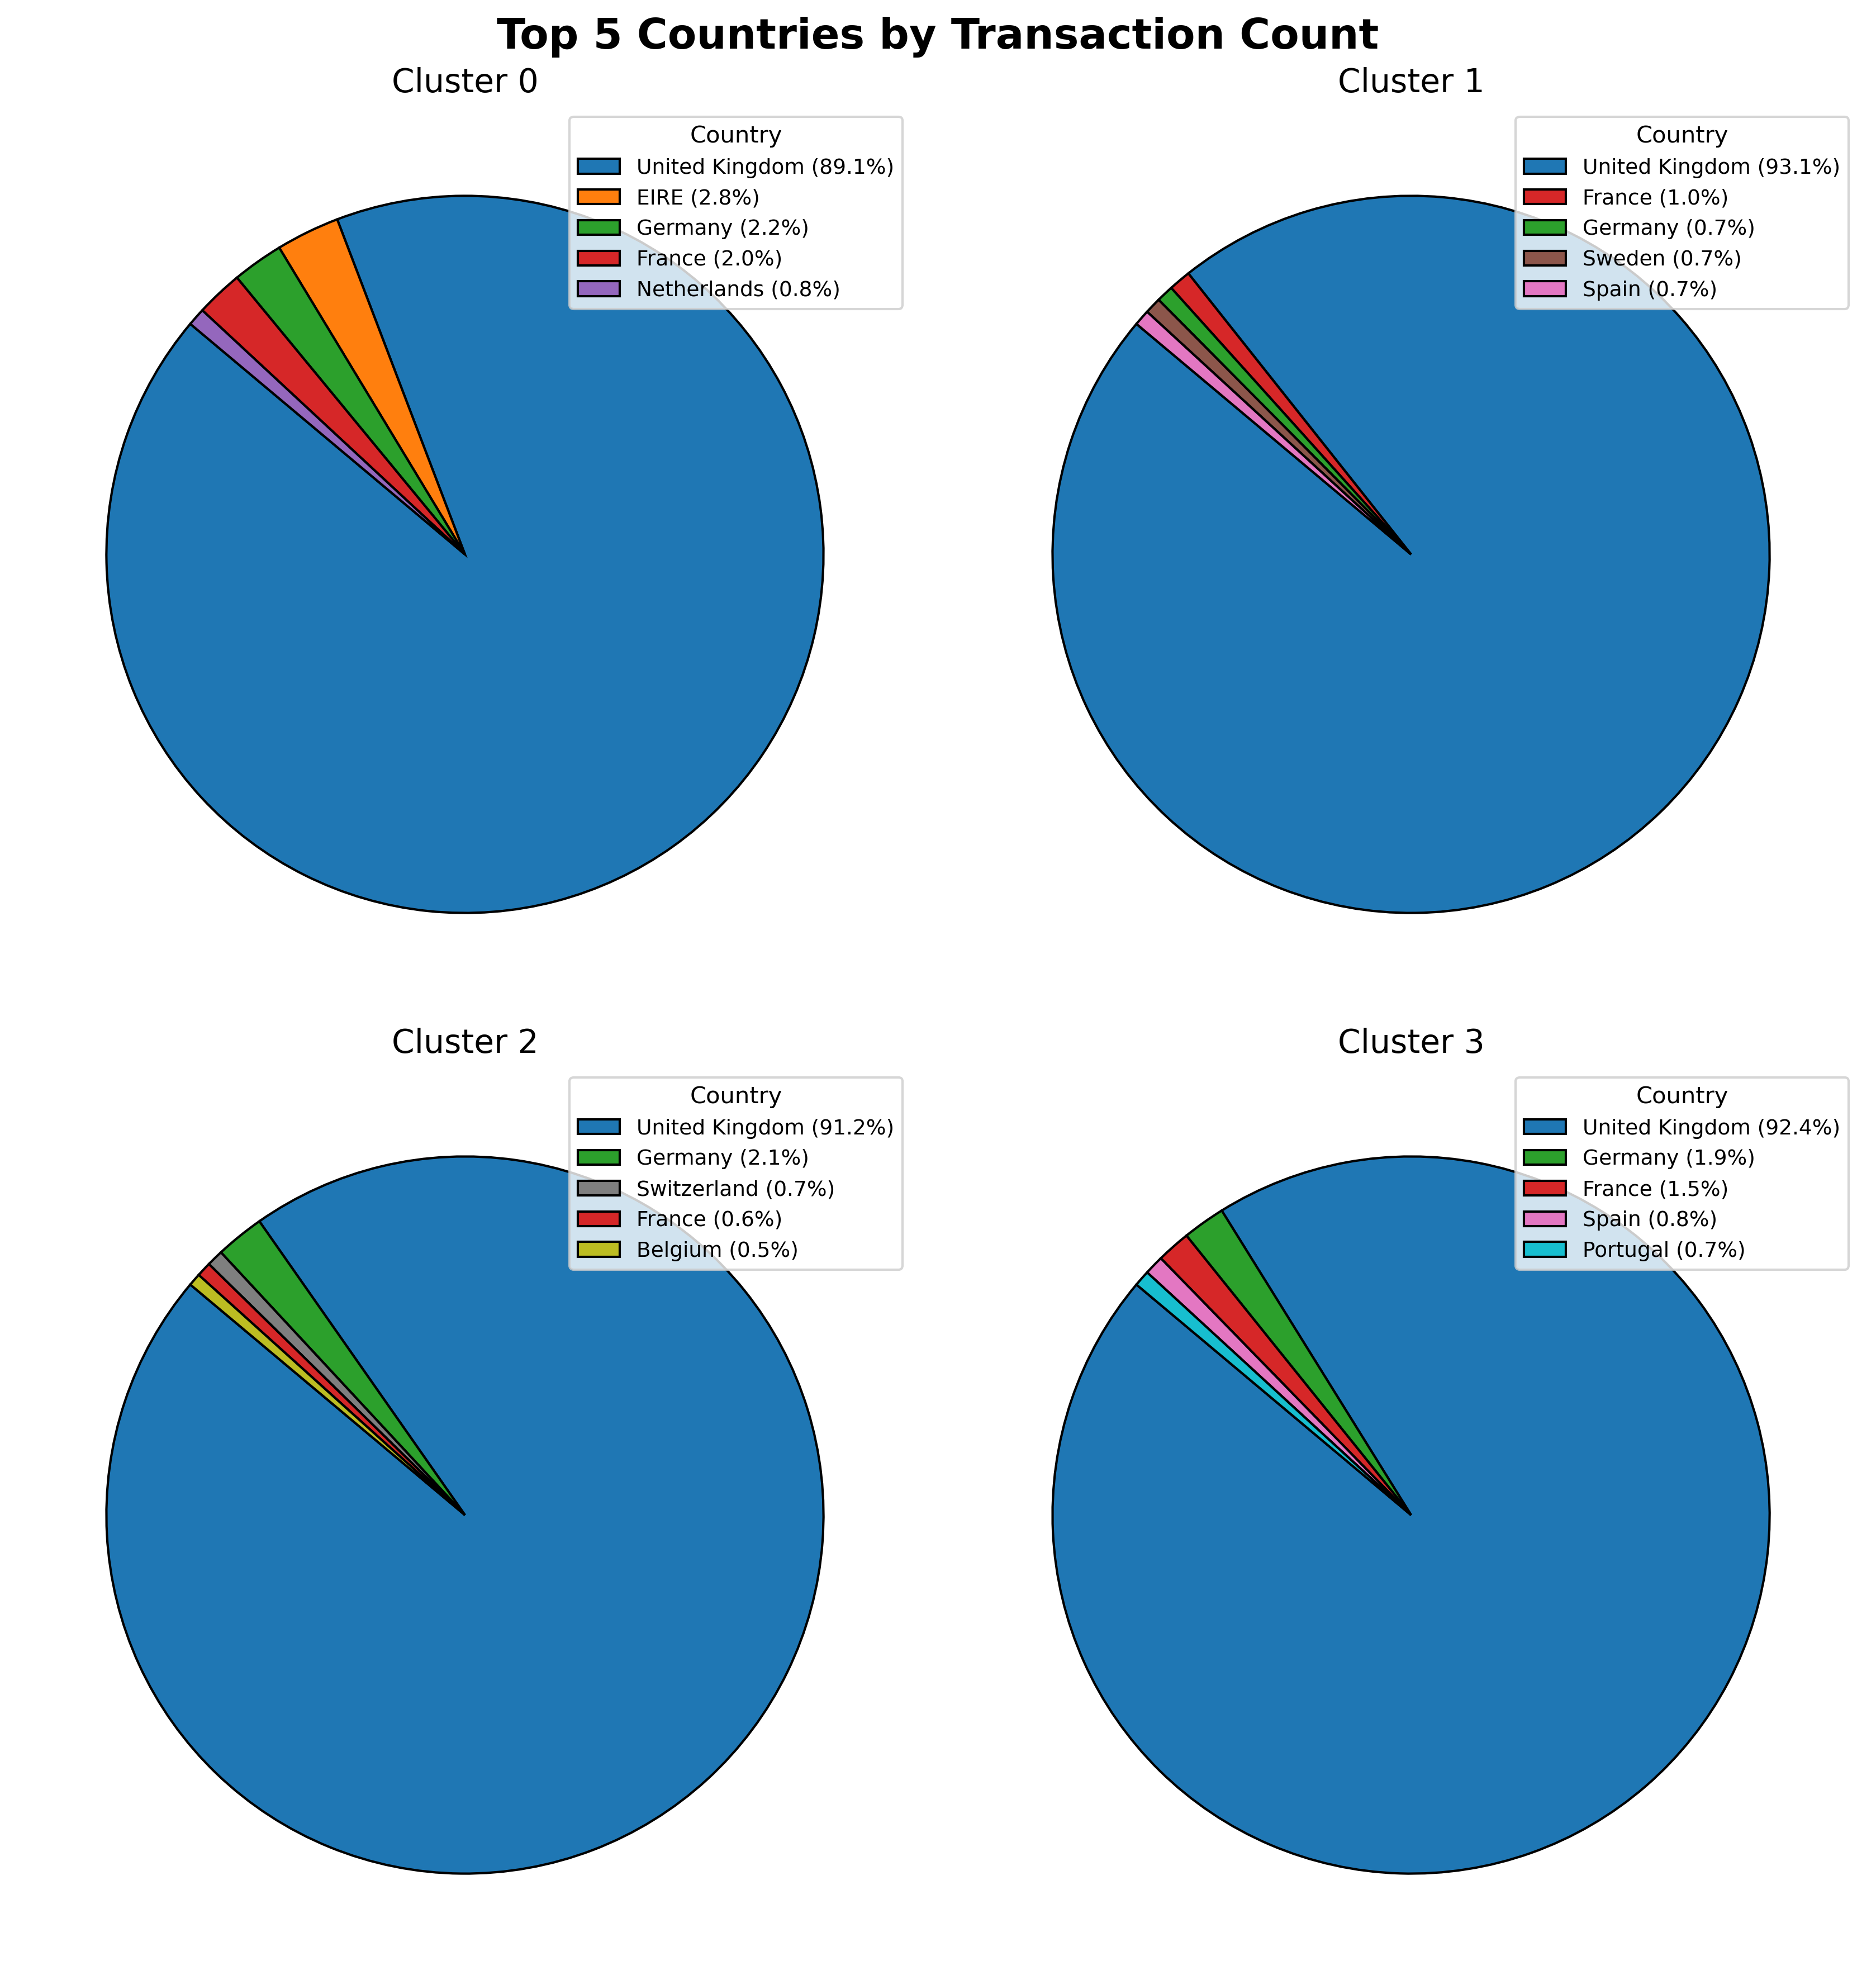 Top 5 Countries by Transaction Count
Cluster 0
Country
United Kingdom (89.1%)
EIRE (2.8%)
Germany (2.2%)
France (2.0%)
Netherlands (0.8%)
Cluster 1
Country
United Kingdom (93.1%)
France (1.0%)
Germany (0.7%)
Sweden (0.7%)
Spain (0.7%)
Cluster 2
Country
United Kingdom (91.2%)
Germany (2.1%)
Switzerland (0.7%)
France (0.6%)
Belgium (0.5%)
Cluster 3
Country
United Kingdom (92.4%)
Germany (1.9%)
France (1.5%)
Spain (0.8%)
Portugal (0.7%)